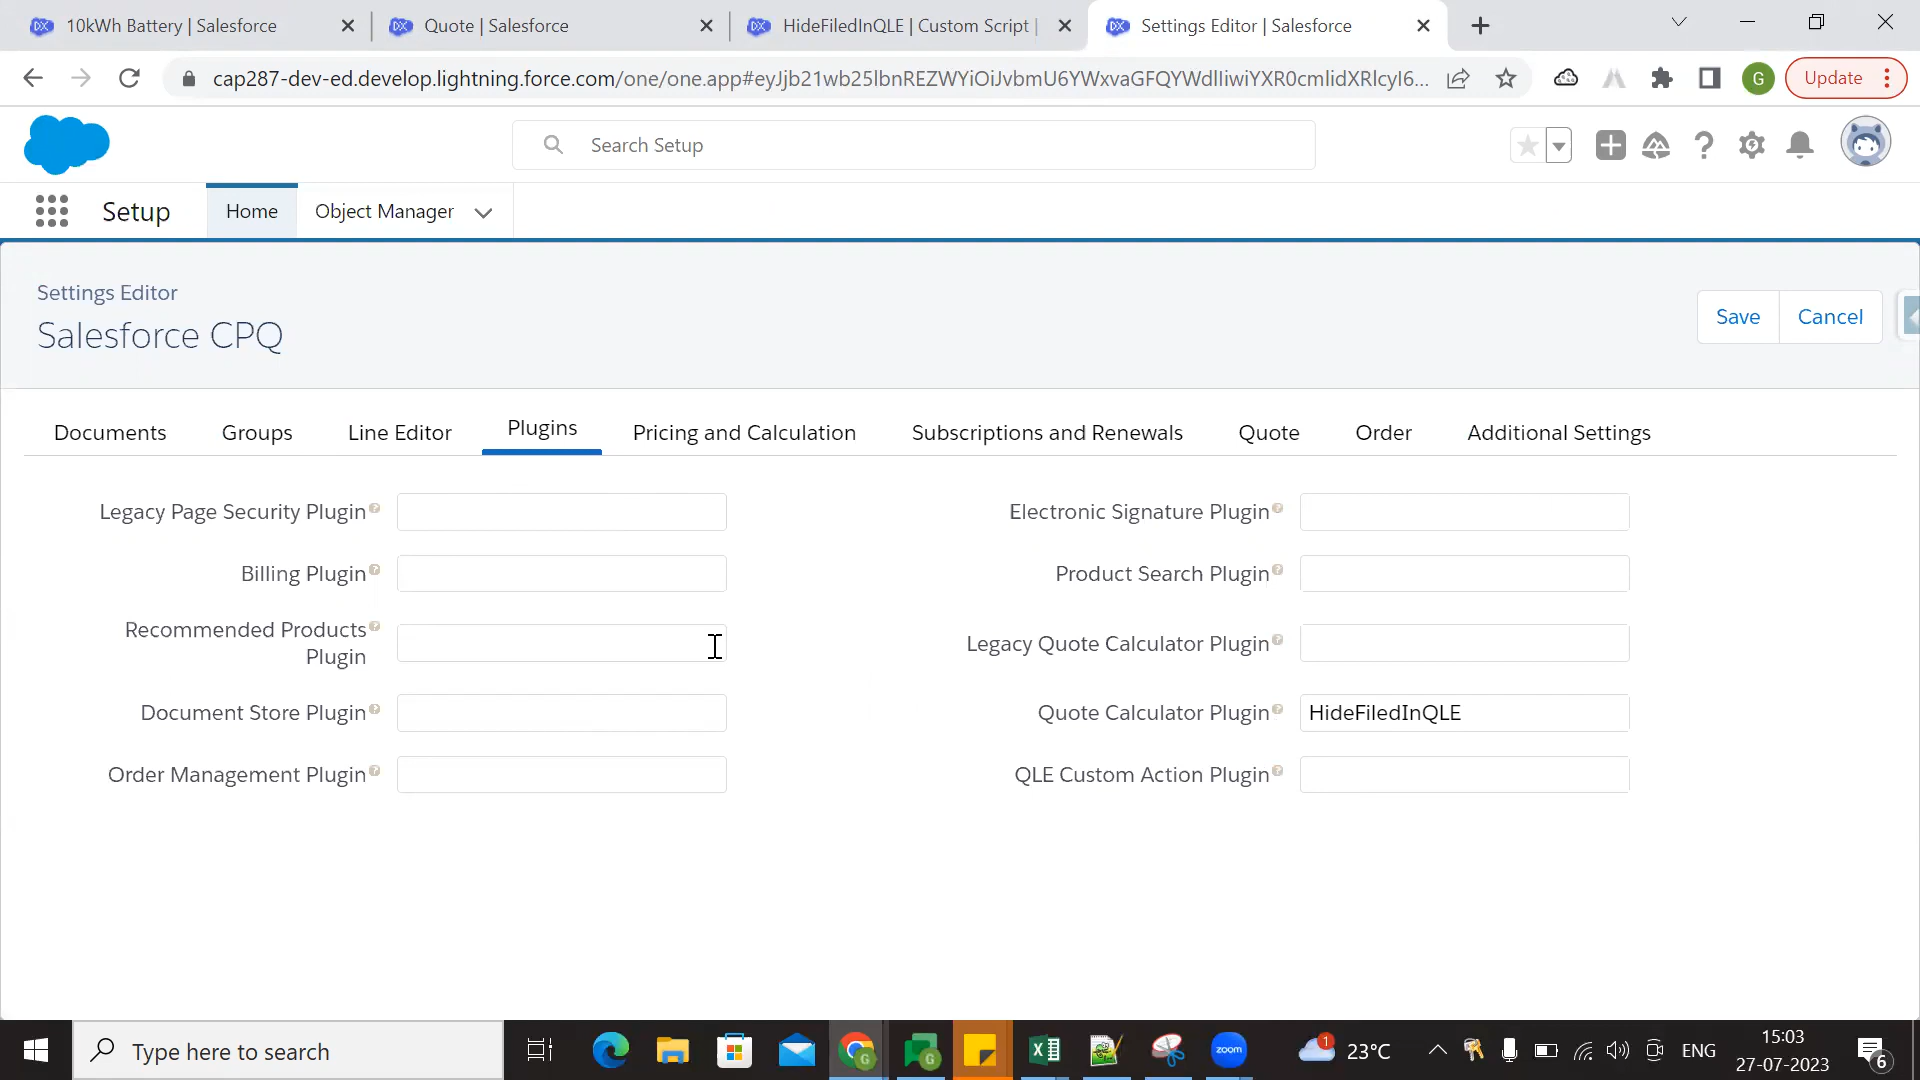 10kWh Battery | Salesforce
Quote | Salesforce
HideFiledInQLE | Custom Script |
Settings Editor | Salesforce
cap287-dev-ed.develop.lightning.force.com/one/one.app#eyJjb21wb25lbnREZWYiOiJvbmU6YWxvaGFQYWdlIiwiYXR0cmlidXRlcyI6...
G
Update
Search Setup
Setup
Home
Object Manager
Settings Editor
Salesforce CPQ
Save
Cancel
Documents
Groups
Line Editor
Plugins
Pricing and Calculation
Subscriptions and Renewals
Quote
Order
Additional Settings
Legacy Page Security Plugin
Electronic Signature Plugin
Billing Plugin
Product Search Plugin
Recommended Products
Plugin
Legacy Quote Calculator Plugin
Document Store Plugin
Quote Calculator Plugin
HideFiledInQLE
Order Management Plugin
QLE Custom Action Plugin
Type here to search
zoom
1
23°C
ENG
15:03
27-07-2023
6